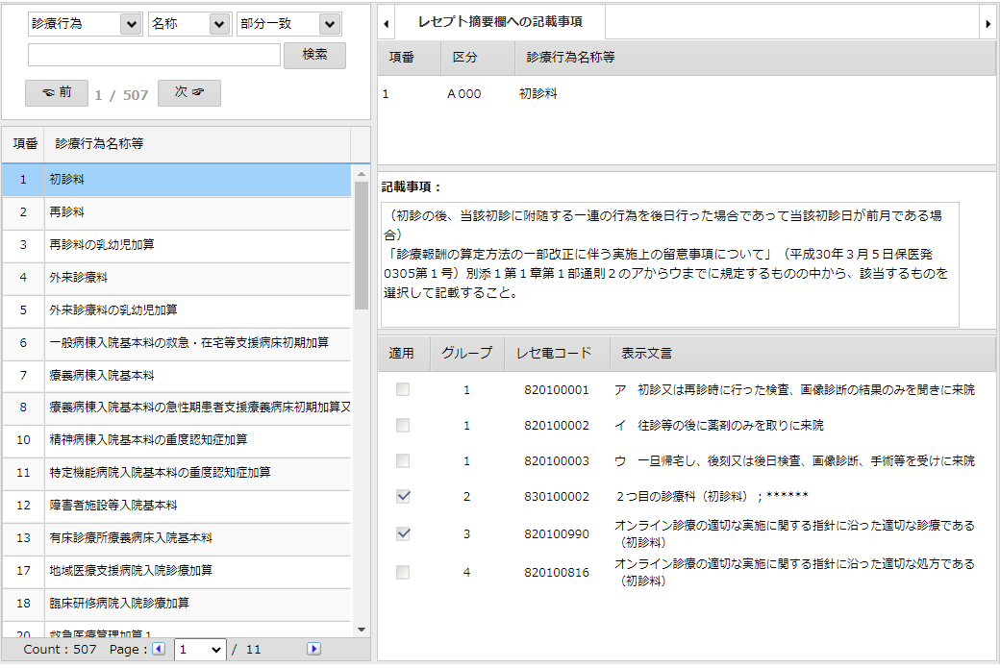 診療行為 名称 部分一致
検索
前 1 / 507 次
項番 診療行為名称等
1 初診料
2 再診料
3 再診料の乳幼児加算
4 外来診療料
5 外来診療料の乳幼児加算
6 一般病棟入院基本料の救急・在宅等支援病床初期加算
7 療養病棟入院基本料
8 療養病棟入院基本料の急性期患者支援療養病床初期加算又
10 精神病棟入院基本料の重度認知症加算
11 特定機能病院入院基本料の重度認知症加算
12 障害者施設等入院基本料
13 有床診療所療養病床入院基本料
17 地域医療支援病院入院診療加算
18 臨床研修病院入院診療加算
20 救急医療管理加算１
Count : 507 Page : 1 / 11
レセプト摘要欄への記載事項
項番 区分 診療行為名称等
1 Ａ000 初診料
記載事項：
（初診の後、当該初診に附随する一連の行為を後日行った場合であって当該初診日が前月である場
合）
「診療報酬の算定方法の一部改正に伴う実施上の留意事項について」（平成30年３月５日保医発
0305第１号）別添１第１章第１部通則２のアからウまでに規定するものの中から、該当するものを
選択して記載すること。
適用 グループ レセ電コード 表示文言
1 820100001 ア　初診又は再診時に行った検査、画像診断の結果のみを聞きに来院
1 820100002 イ　往診等の後に薬剤のみを取りに来院
1 820100003 ウ　一旦帰宅し、後刻又は後日検査、画像診断、手術等を受けに来院
2 830100002 ２つ目の診療科（初診料）；******
3 820100990 オンライン診療の適切な実施に関する指針に沿った適切な診療である
（初診料）
4 820100816 オンライン診療の適切な実施に関する指針に沿った適切な処方である
（初診料）